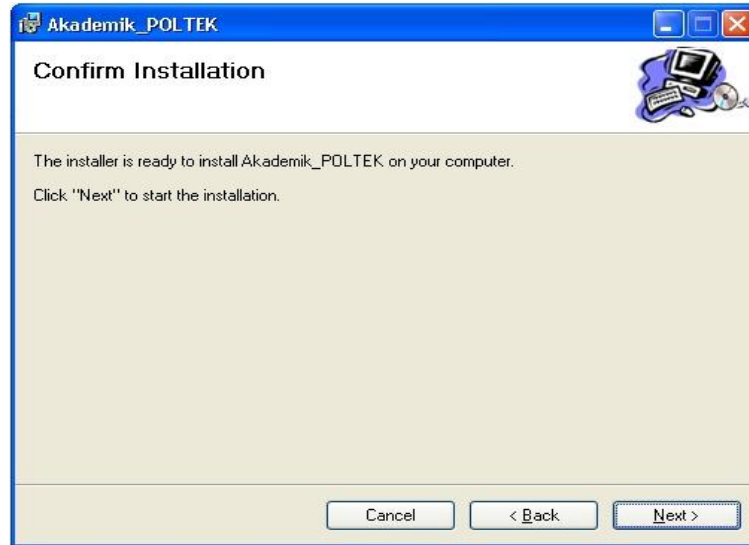 Akademik_POLTEK
Confirm Installation
The installer is ready to install Akademik_POLTEK on your computer.
Click "Next" to start the installation.
Cancel
< Back
Next >